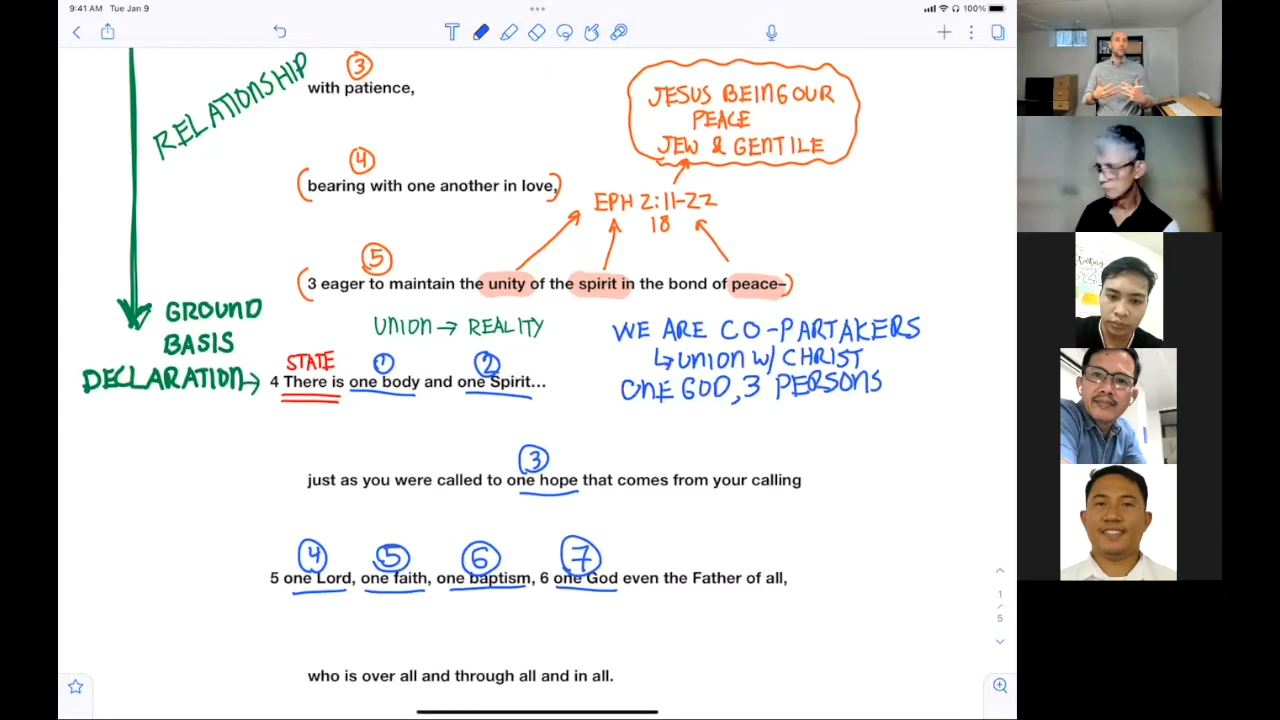 9:41 AM Tue Jan 9
100%
RELATIONSHIP
3
with patience,
JESUS BEING OUR
PEACE
JEW & GENTILE
4
(bearing with one another in love,)
EPH 2:11-22
18
5
(3 eager to maintain the unity of the spirit in the bond of peace–)
GROUND
BASIS
DECLARATION→
UNION → REALITY
WE ARE CO-PARTAKERS
↳UNION W/ CHRIST
ONE GOD, 3 PERSONS
STATE 1 2
4 There is one body and one Spirit...
3
just as you were called to one hope that comes from your calling
4 5 6 7
5 one Lord, one faith, one baptism, 6 one God even the Father of all,
who is over all and through all and in all.
1
/
5